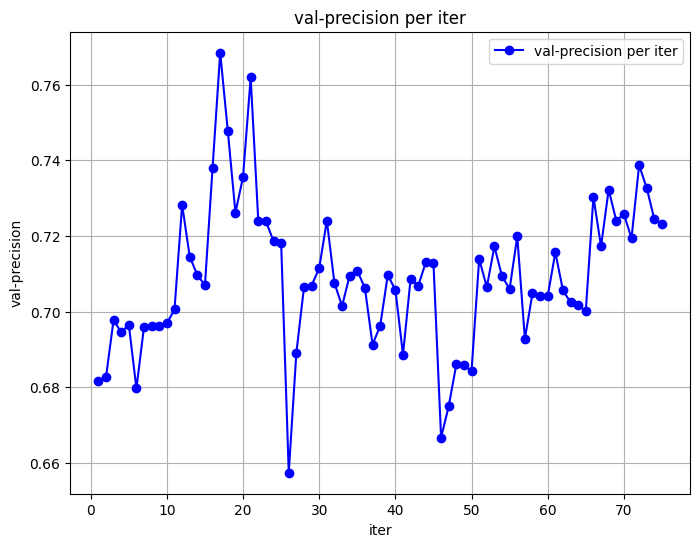 val-precision per iter
val-precision per iter
0.76
0.74
0.72
0.70
0.68
0.66
val-precision
0 10 20 30 40 50 60 70
iter